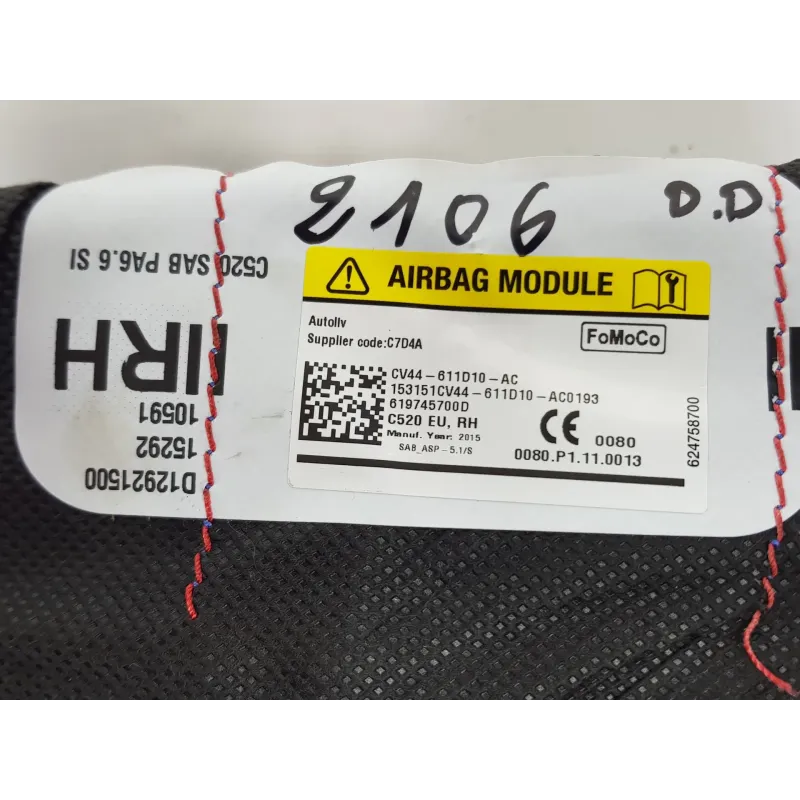 2106 D.D
AIRBAG MODULE
Autoliv
Supplier code:C7D4A
FoMoCo
CV44-611D10-AC
153151CV44-611D10-AC0193
619745700D
C520 EU, RH
Manuf. Year: 2015
SAB_ASP-5.1/S
CE 0080
0080.P1.11.0013
624758700
D12921500
15292
10591
RH
C520 SAB PA6.6 SI